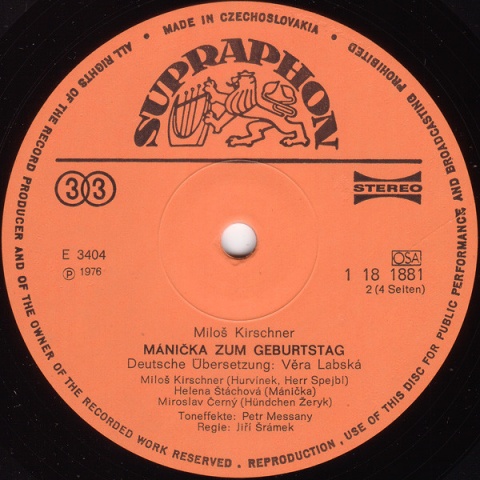 MADE IN CZECHOSLOVAKIA • ALL RIGHTS OF THE RECORD PRODUCER AND OF THE OWNER OF THE RECORDED WORK RESERVED • REPRODUCTION, USE OF THIS DISC FOR PUBLIC PERFORMANCE AND BROADCASTING PROHIBITED •
SUPRAPHON
33
STEREO
E 3404
℗ 1976
OSA
1 18 1881
2 (4 Seiten)
Miloš Kirschner
MÁNIČKA ZUM GEBURTSTAG
Deutsche Übersetzung: Věra Labská
Miloš Kirschner (Hurvínek, Herr Spejbl)
Helena Štáchová (Mánička)
Miroslav Černý (Hündchen Žeryk)
Toneffekte: Petr Messany
Regie: Jiří Šrámek